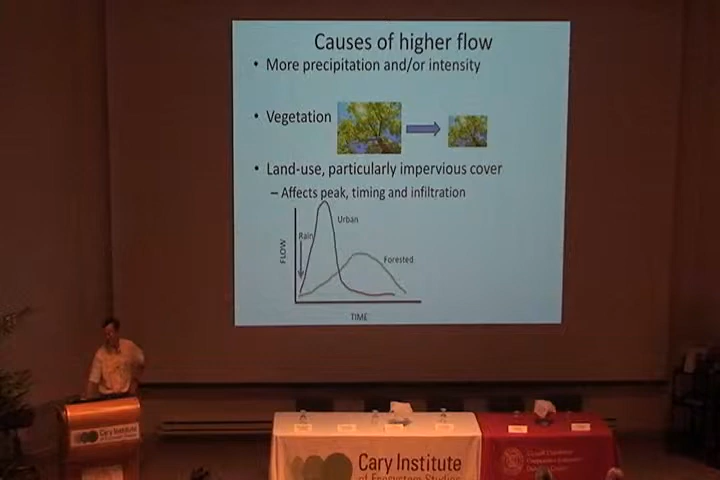 Causes of higher flow
• More precipitation and/or intensity
• Vegetation
• Land-use, particularly impervious cover
– Affects peak, timing and infiltration
Urban
Rain
FLOW
Forested
TIME
Cary Institute
Cary Institute
of Ecosystem Studies